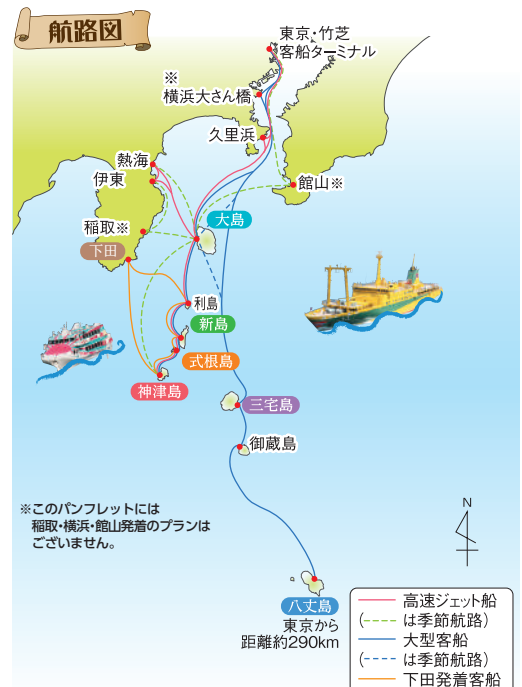 航路図
東京・竹芝
客船ターミナル
※
横浜大さん橋
久里浜
熱海
伊東
館山※
稲取※
大島
下田
利島
新島
式根島
神津島
三宅島
御蔵島
※このパンフレットには
稲取・横浜・館山発着のプランは
ございません。
N
八丈島
東京から
距離約290km
高速ジェット船
(---は季節航路)
大型客船
(---は季節航路)
下田発着客船